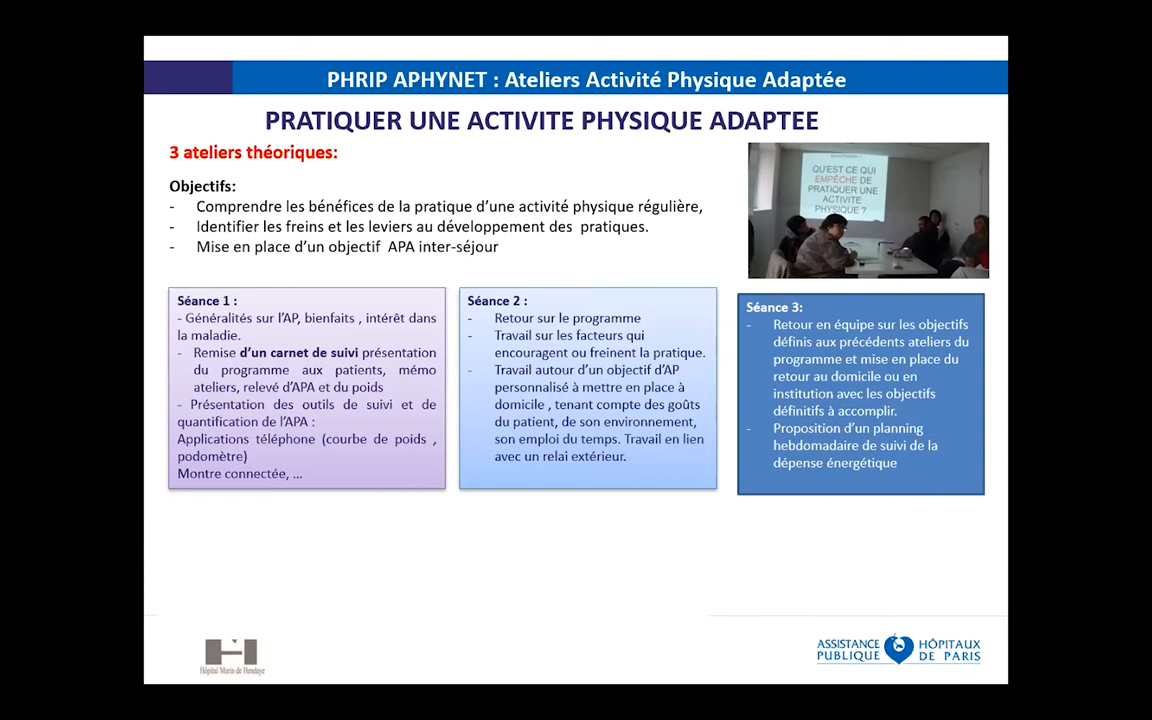 PHRIP APHYNET : Ateliers Activité Physique Adaptée
PRATIQUER UNE ACTIVITE PHYSIQUE ADAPTEE
3 ateliers théoriques:
Objectifs:
- Comprendre les bénéfices de la pratique d'une activité physique régulière,
- Identifier les freins et les leviers au développement des pratiques.
- Mise en place d'un objectif APA inter-séjour
QU'EST CE QUI
EMPÊCHE DE
PRATIQUER UNE
ACTIVITE
PHYSIQUE ?
Séance 1 :
- Généralités sur l'AP, bienfaits , intérêt dans
la maladie.
- Remise d'un carnet de suivi présentation
du programme aux patients, mémo
ateliers, relevé d'APA et du poids
- Présentation des outils de suivi et de
quantification de l'APA :
Applications téléphone (courbe de poids ,
podomètre)
Montre connectée, ...
Séance 2 :
- Retour sur le programme
- Travail sur les facteurs qui
encouragent ou freinent la pratique.
- Travail autour d'un objectif d'AP
personnalisé à mettre en place à
domicile , tenant compte des goûts
du patient, de son environnement,
son emploi du temps. Travail en lien
avec un relai extérieur.
Séance 3:
- Retour en équipe sur les objectifs
définis aux précédents ateliers du
programme et mise en place du
retour au domicile ou en
institution avec les objectifs
définitifs à accomplir.
- Proposition d'un planning
hebdomadaire de suivi de la
dépense énergétique
Hôpital Marin de Hendaye
ASSISTANCE PUBLIQUE
HÔPITAUX DE PARIS